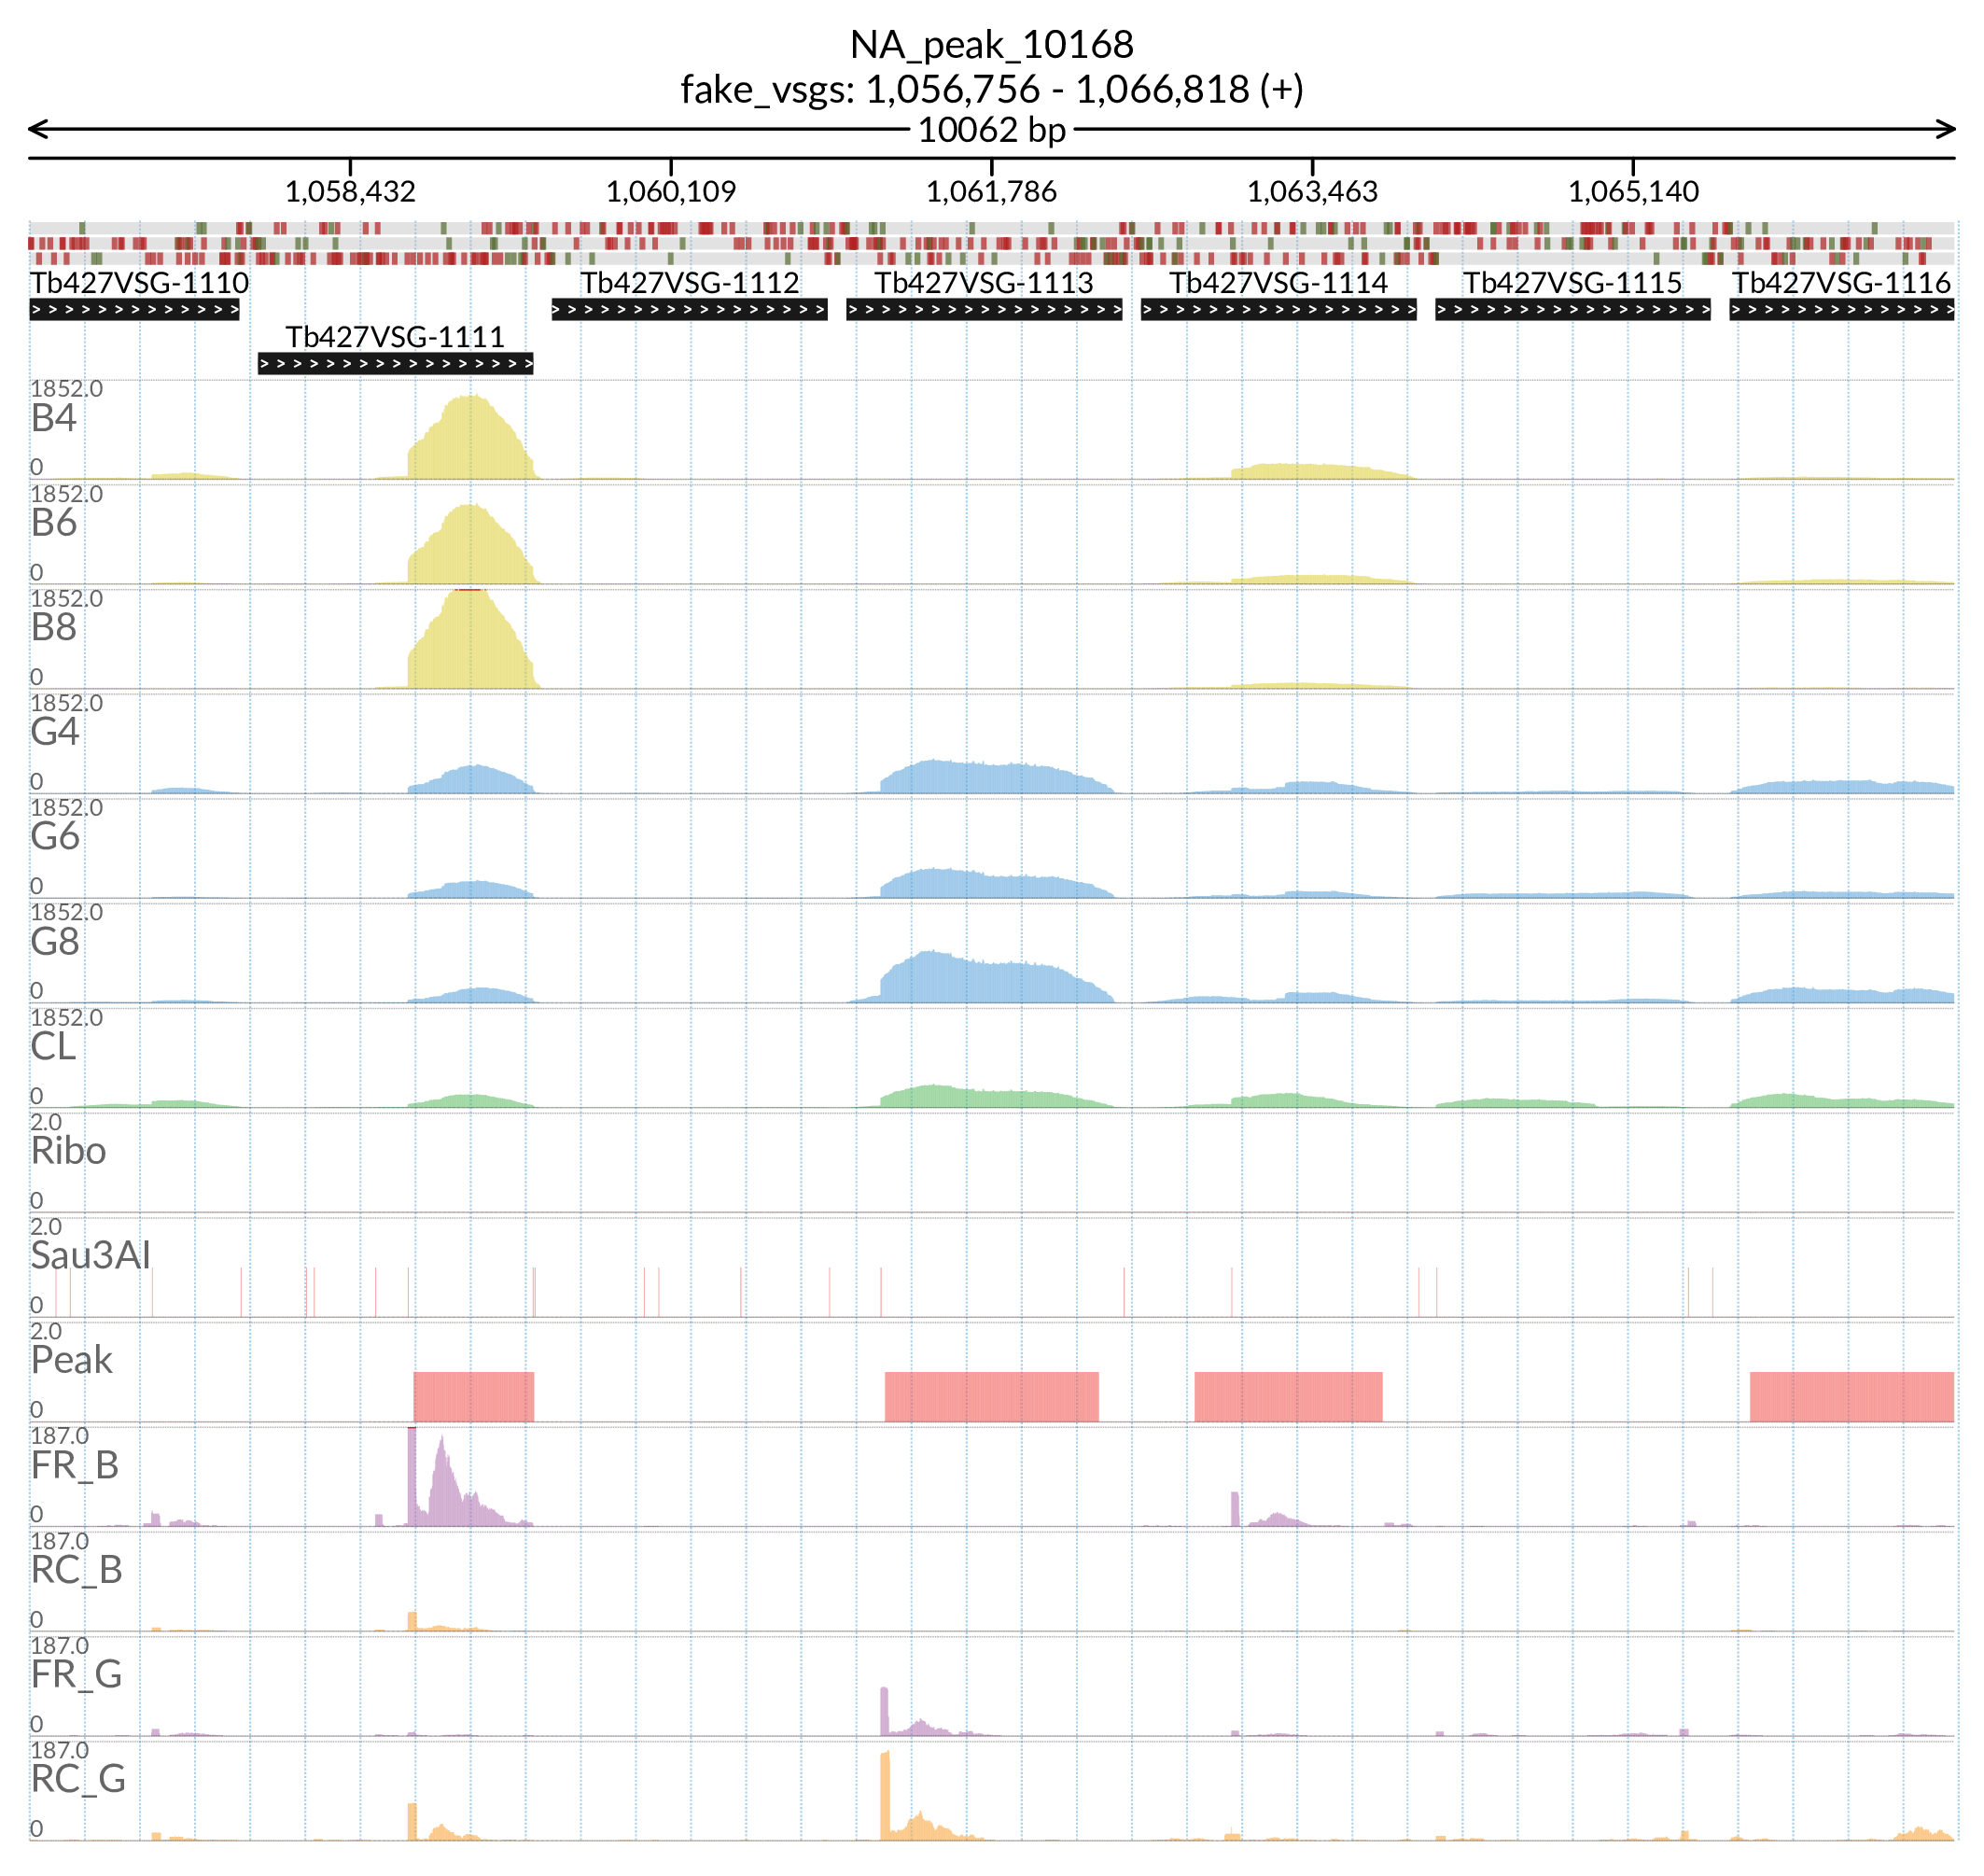 NA_peak_10168
fake_vsgs: 1,056,756 - 1,066,818 (+)
10062 bp
1,058,432 1,060,109 1,061,786 1,063,463 1,065,140
Tb427VSG-1110 Tb427VSG-1112 Tb427VSG-1113 Tb427VSG-1114 Tb427VSG-1115 Tb427VSG-1116
Tb427VSG-1111
1852.0
B4
0
1852.0
B6
0
1852.0
B8
0
1852.0
G4
0
1852.0
G6
0
1852.0
G8
0
1852.0
CL
0
2.0
Ribo
0
2.0
Sau3AI
0
2.0
Peak
0
187.0
FR_B
0
187.0
RC_B
0
187.0
FR_G
0
187.0
RC_G
0